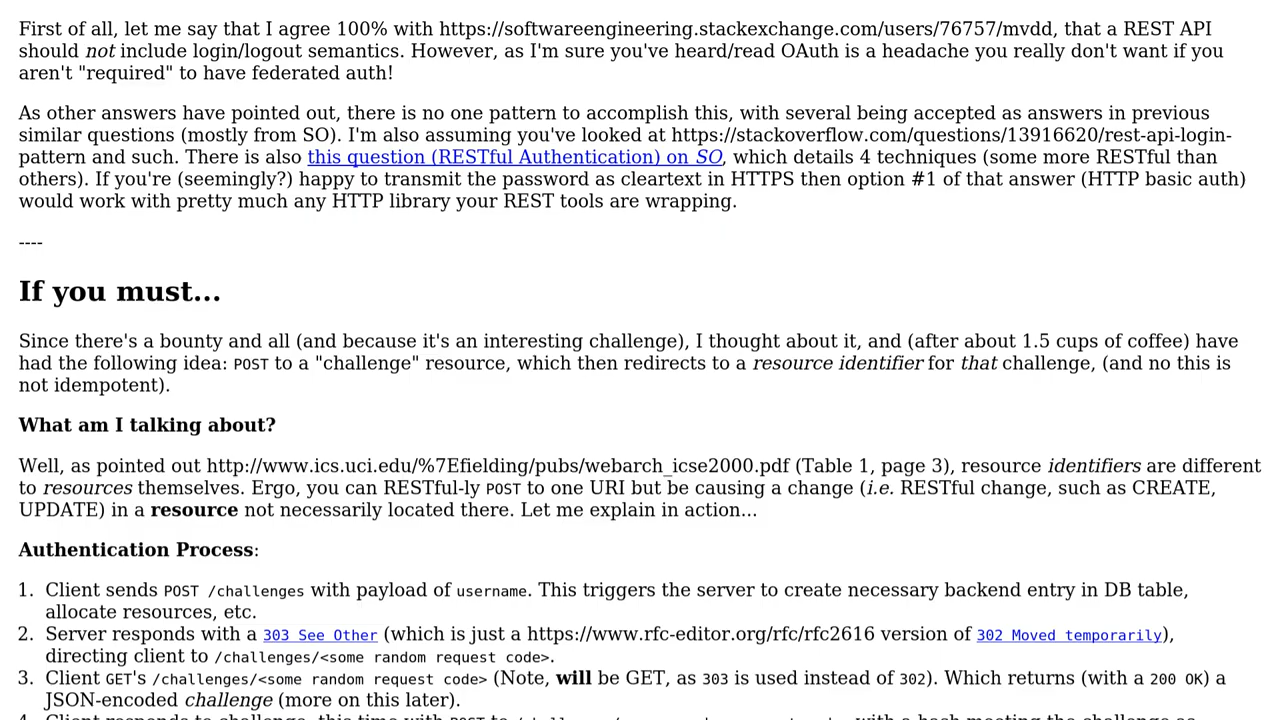 First of all, let me say that I agree 100% with https://softwareengineering.stackexchange.com/users/76757/mvdd, that a REST API
should not include login/logout semantics. However, as I'm sure you've heard/read OAuth is a headache you really don't want if you
aren't "required" to have federated auth!
As other answers have pointed out, there is no one pattern to accomplish this, with several being accepted as answers in previous
similar questions (mostly from SO). I'm also assuming you've looked at https://stackoverflow.com/questions/13916620/rest-api-login-
pattern and such. There is also this question (RESTful Authentication) on SO, which details 4 techniques (some more RESTful than
others). If you're (seemingly?) happy to transmit the password as cleartext in HTTPS then option #1 of that answer (HTTP basic auth)
would work with pretty much any HTTP library your REST tools are wrapping.
----
If you must...
Since there's a bounty and all (and because it's an interesting challenge), I thought about it, and (after about 1.5 cups of coffee) have
had the following idea: POST to a "challenge" resource, which then redirects to a resource identifier for that challenge, (and no this is
not idempotent).
What am I talking about?
Well, as pointed out http://www.ics.uci.edu/%7Efielding/pubs/webarch_icse2000.pdf (Table 1, page 3), resource identifiers are different
to resources themselves. Ergo, you can RESTful-ly POST to one URI but be causing a change (i.e. RESTful change, such as CREATE,
UPDATE) in a resource not necessarily located there. Let me explain in action...
Authentication Process:
1. Client sends POST /challenges with payload of username. This triggers the server to create necessary backend entry in DB table,
allocate resources, etc.
2. Server responds with a 303 See Other (which is just a https://www.rfc-editor.org/rfc/rfc2616 version of 302 Moved temporarily),
directing client to /challenges/<some random request code>.
3. Client GET's /challenges/<some random request code> (Note, will be GET, as 303 is used instead of 302). Which returns (with a 200 OK) a
JSON-encoded challenge (more on this later).
4. Client responds to challenge, this time with POST to